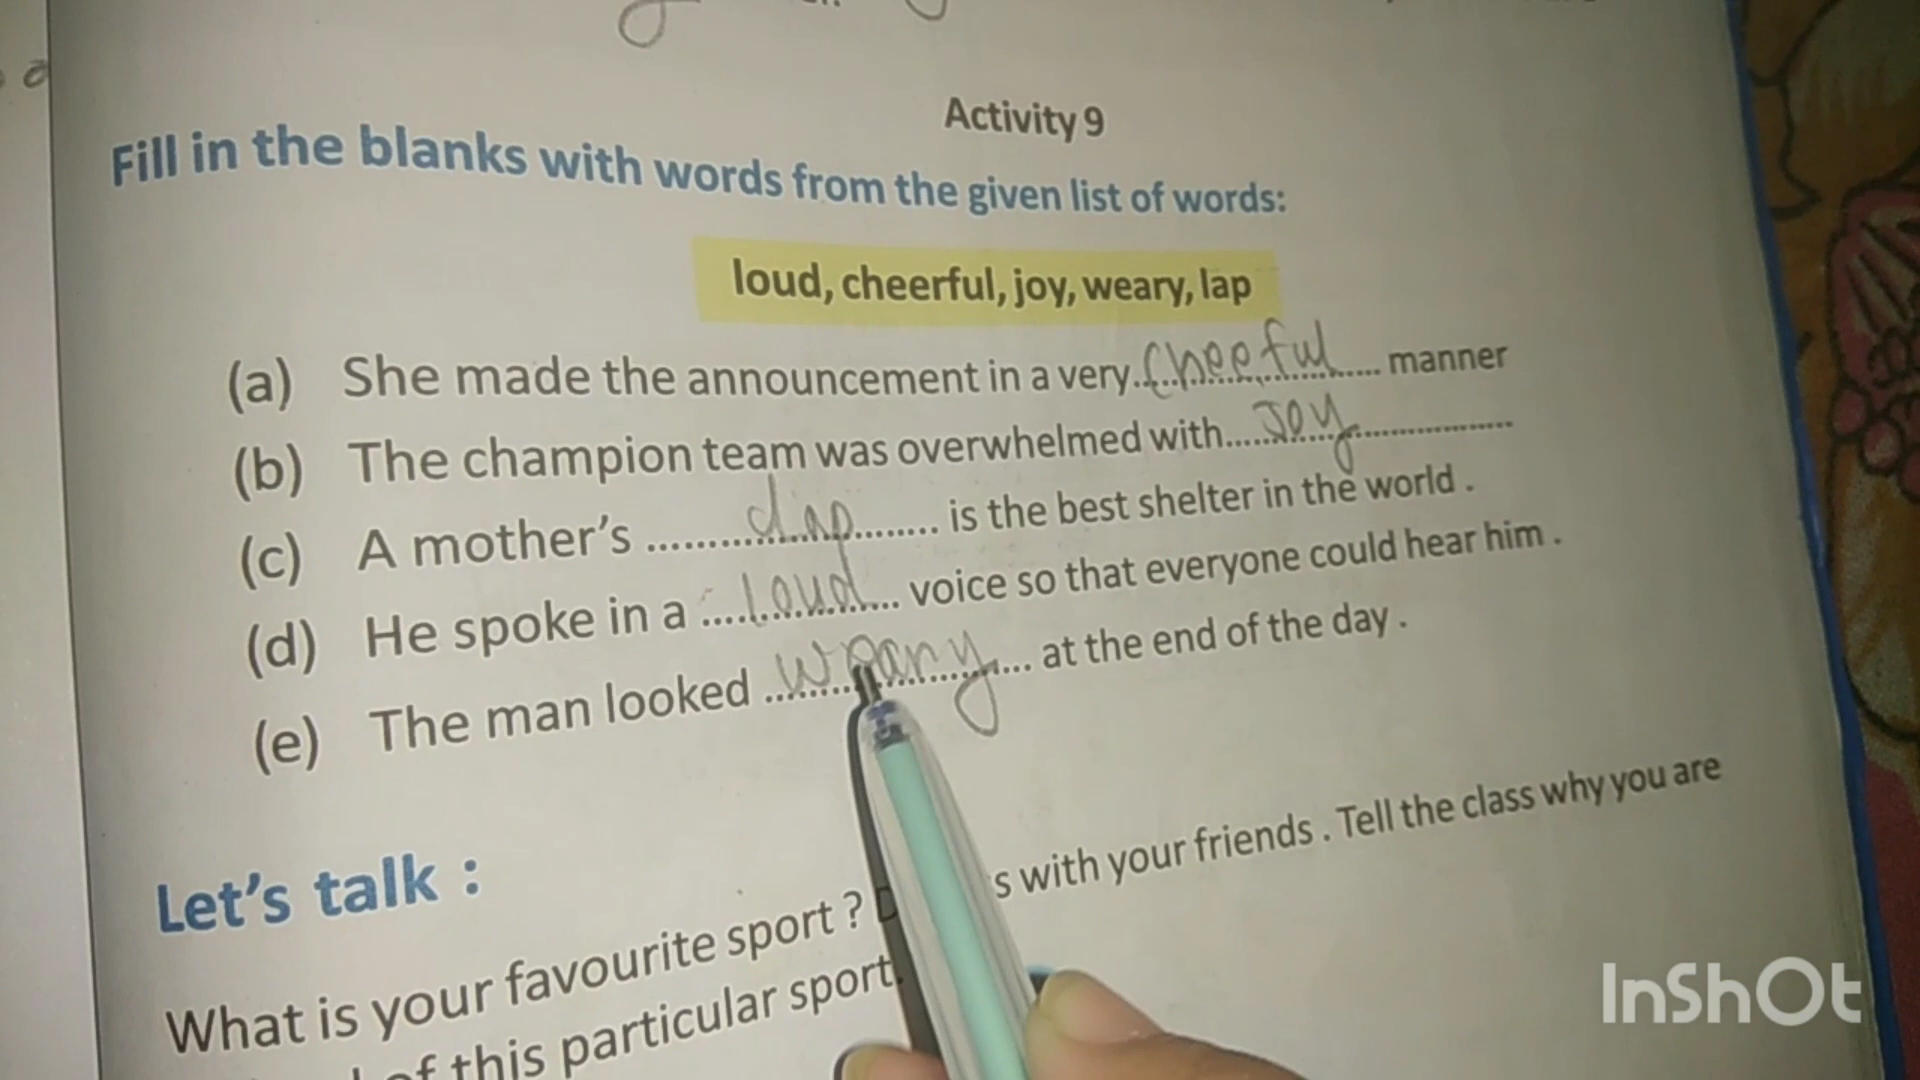 Activity 9
Fill in the blanks with words from the given list of words:
loud, cheerful, joy, weary, lap
(a) She made the announcement in a very.....Cheeful..... manner
(b) The champion team was overwhelmed with.....Joy.....
(c) A mother's .....lap..... is the best shelter in the world .
(d) He spoke in a .....loud..... voice so that everyone could hear him .
(e) The man looked .....weary..... at the end of the day .
Let's talk :
What is your favourite sport ? with your friends . Tell the class why you are
of this particular sport.
InShOt